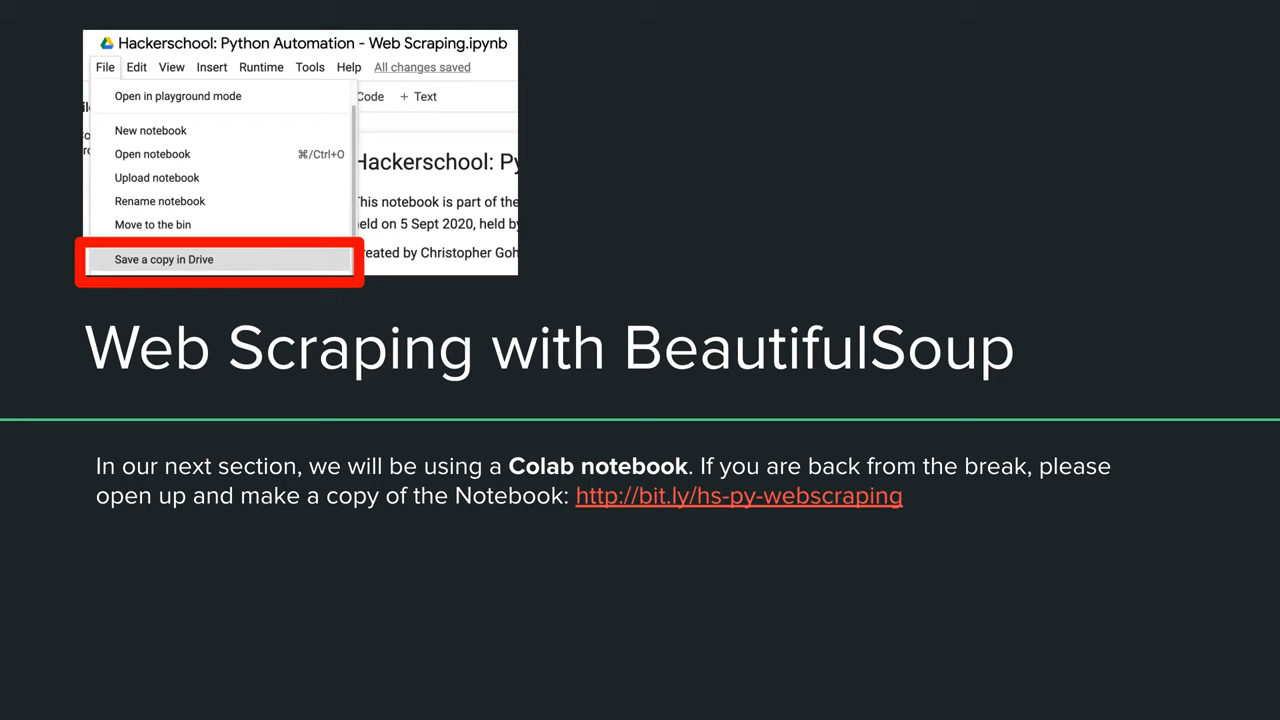 Hackerschool: Python Automation - Web Scraping.ipynb
File Edit View Insert Runtime Tools Help All changes saved
Open in playground mode
Code + Text
New notebook
Open notebook ⌘/Ctrl+O
Upload notebook
Rename notebook
Move to the bin
Save a copy in Drive
Hackerschool: Py
This notebook is part of the
held on 5 Sept 2020, held by
reated by Christopher Goh
Web Scraping with BeautifulSoup
In our next section, we will be using a Colab notebook. If you are back from the break, please
open up and make a copy of the Notebook: http://bit.ly/hs-py-webscraping